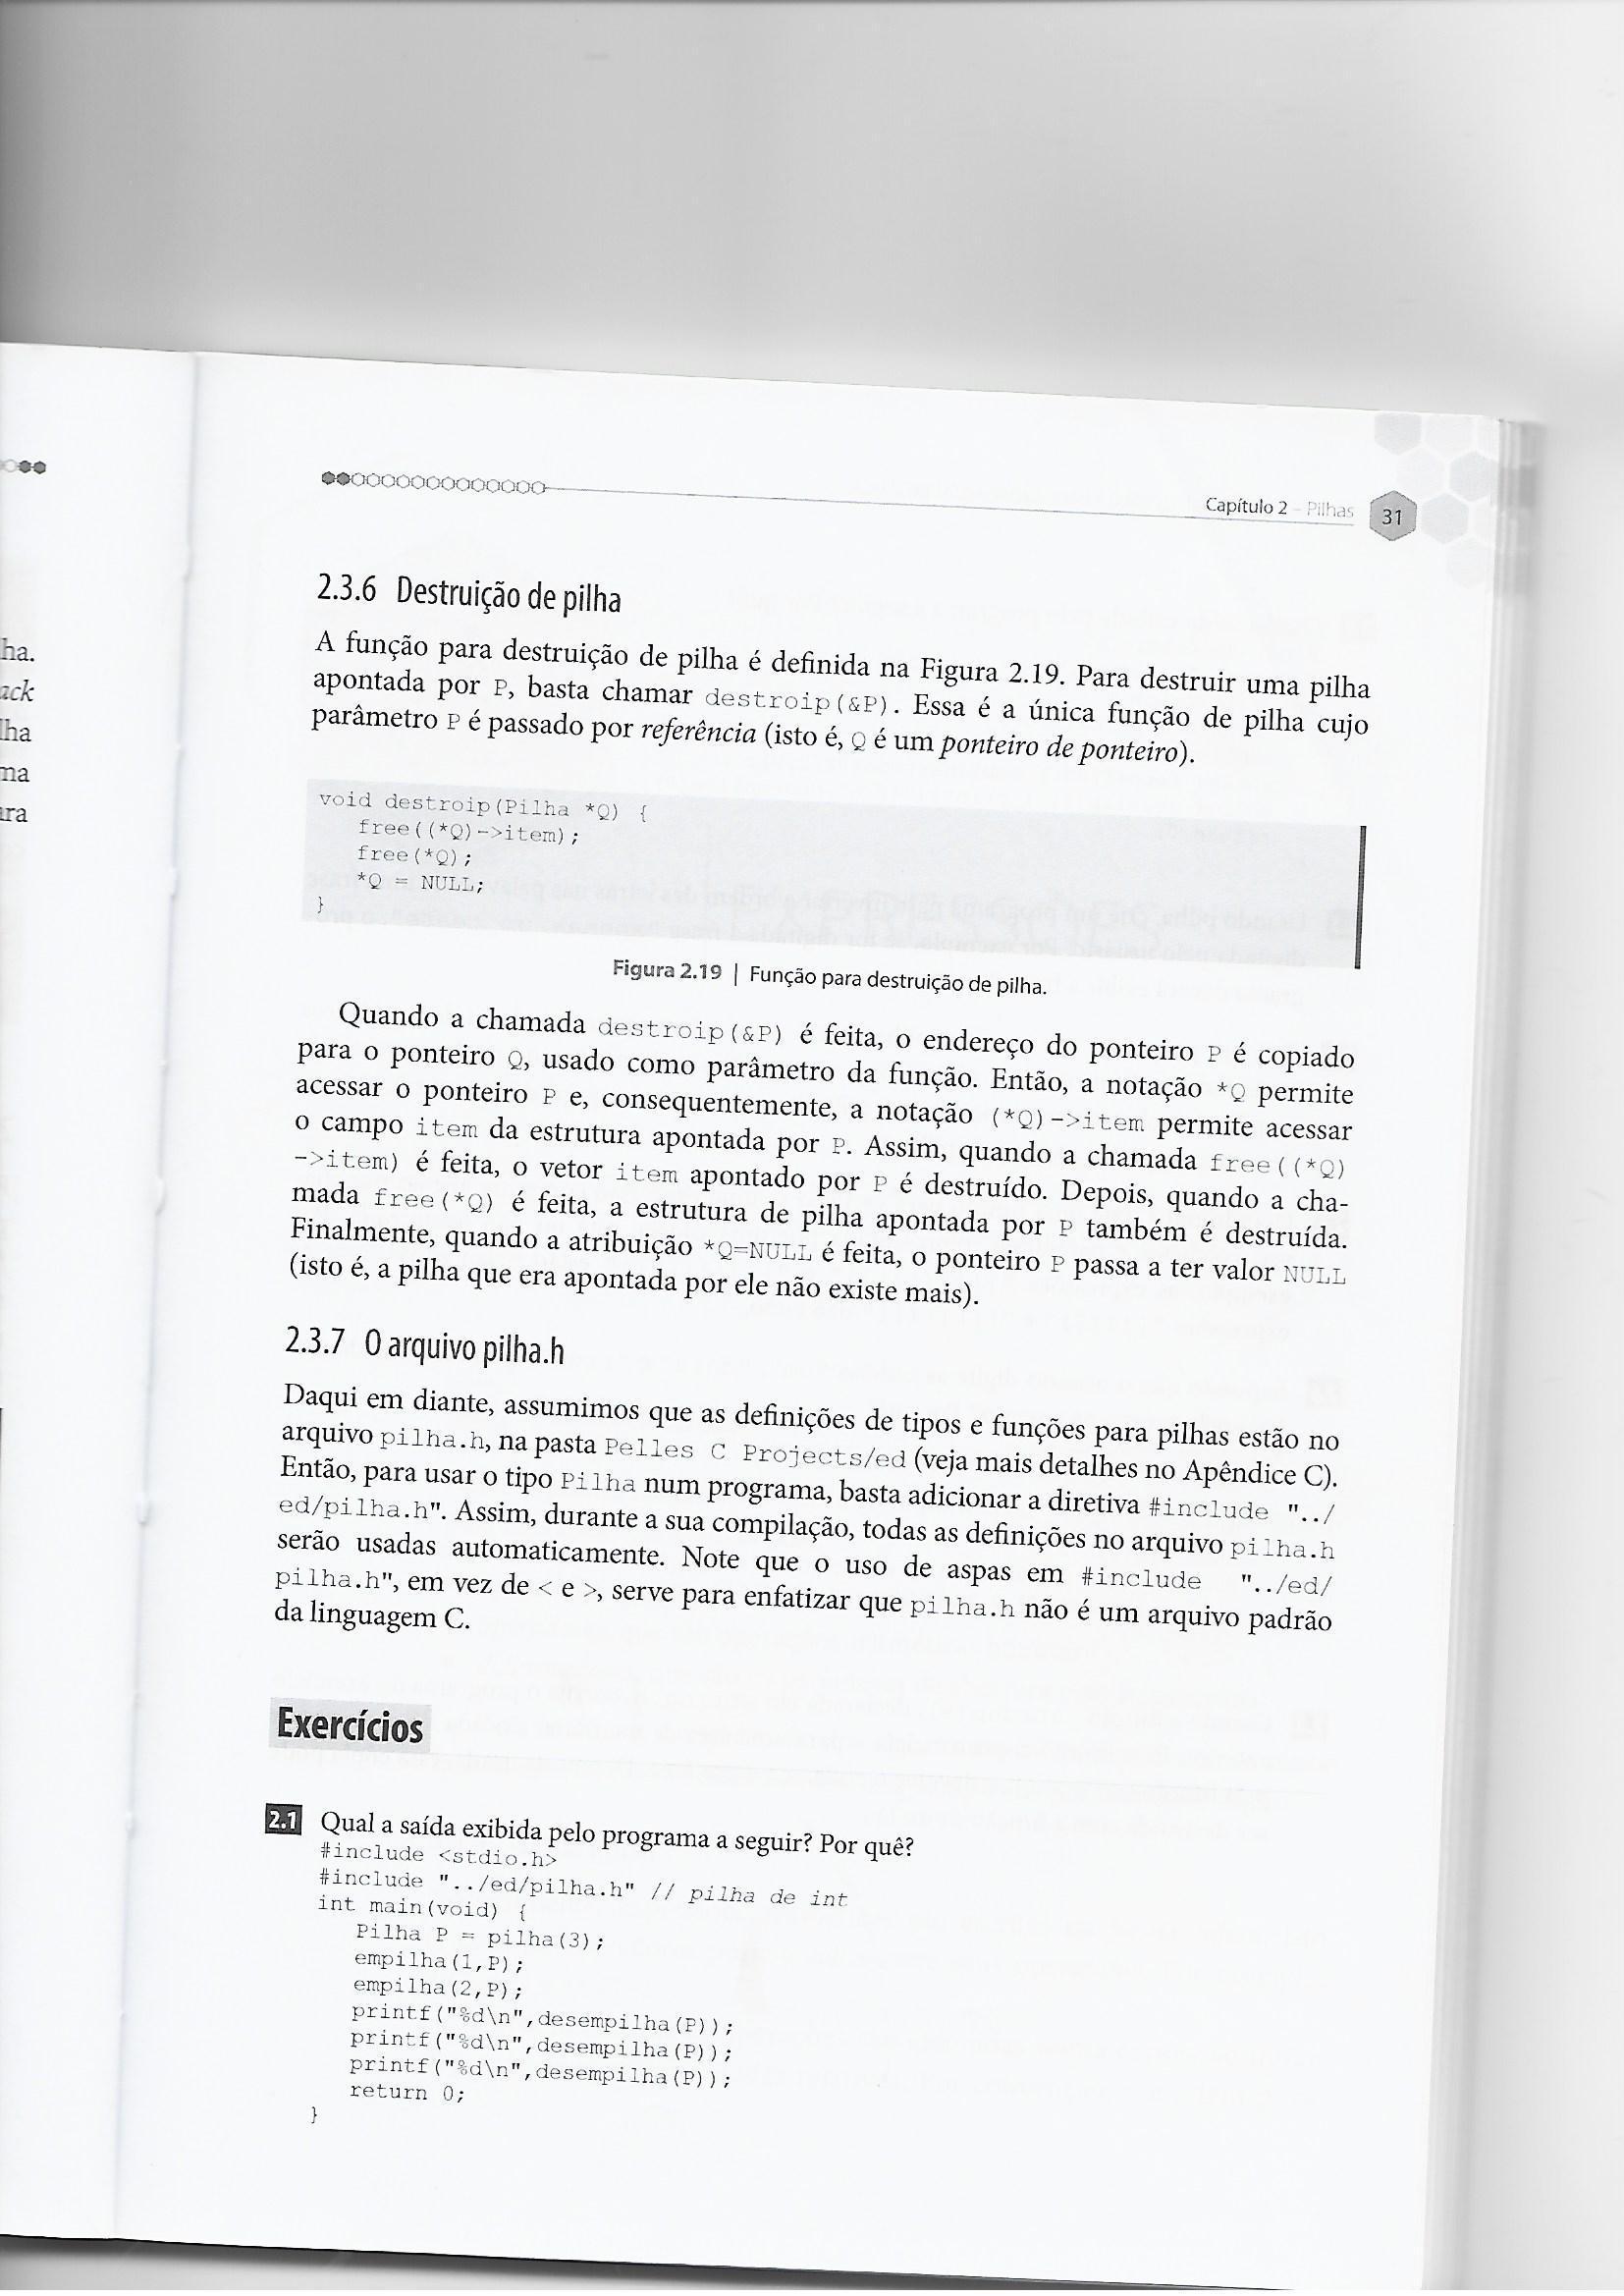 ha.
ack
lha
ma
ara
Capítulo 2 – Pilhas 31
2.3.6 Destruição de pilha
A função para destruição de pilha é definida na Figura 2.19. Para destruir uma pilha
apontada por P, basta chamar destroip(&P). Essa é a única função de pilha cujo
parâmetro P é passado por referência (isto é, Q é um ponteiro de ponteiro).
void destroip(Pilha *Q) {
free((*Q)->item);
free(*Q);
*Q = NULL;
}
Figura 2.19 | Função para destruição de pilha.
Quando a chamada destroip(&P) é feita, o endereço do ponteiro P é copiado
para o ponteiro Q, usado como parâmetro da função. Então, a notação *Q permite
acessar o ponteiro P e, consequentemente, a notação (*Q)->item permite acessar
o campo item da estrutura apontada por P. Assim, quando a chamada free((*Q)
->item) é feita, o vetor item apontado por P é destruído. Depois, quando a cha-
mada free(*Q) é feita, a estrutura de pilha apontada por P também é destruída.
Finalmente, quando a atribuição *Q=NULL é feita, o ponteiro P passa a ter valor NULL
(isto é, a pilha que era apontada por ele não existe mais).
2.3.7 O arquivo pilha.h
Daqui em diante, assumimos que as definições de tipos e funções para pilhas estão no
arquivo pilha.h, na pasta Pelles C Projects/ed (veja mais detalhes no Apêndice C).
Então, para usar o tipo Pilha num programa, basta adicionar a diretiva #include "../
ed/pilha.h". Assim, durante a sua compilação, todas as definições no arquivo pilha.h
serão usadas automaticamente. Note que o uso de aspas em #include "../ed/
pilha.h", em vez de < e >, serve para enfatizar que pilha.h não é um arquivo padrão
da linguagem C.
Exercícios
2.1 Qual a saída exibida pelo programa a seguir? Por quê?
#include <stdio.h>
#include "../ed/pilha.h" // pilha de int
int main(void) {
Pilha P = pilha(3);
empilha(1,P);
empilha(2,P);
printf("%d\n",desempilha(P));
printf("%d\n",desempilha(P));
printf("%d\n",desempilha(P));
return 0;
}